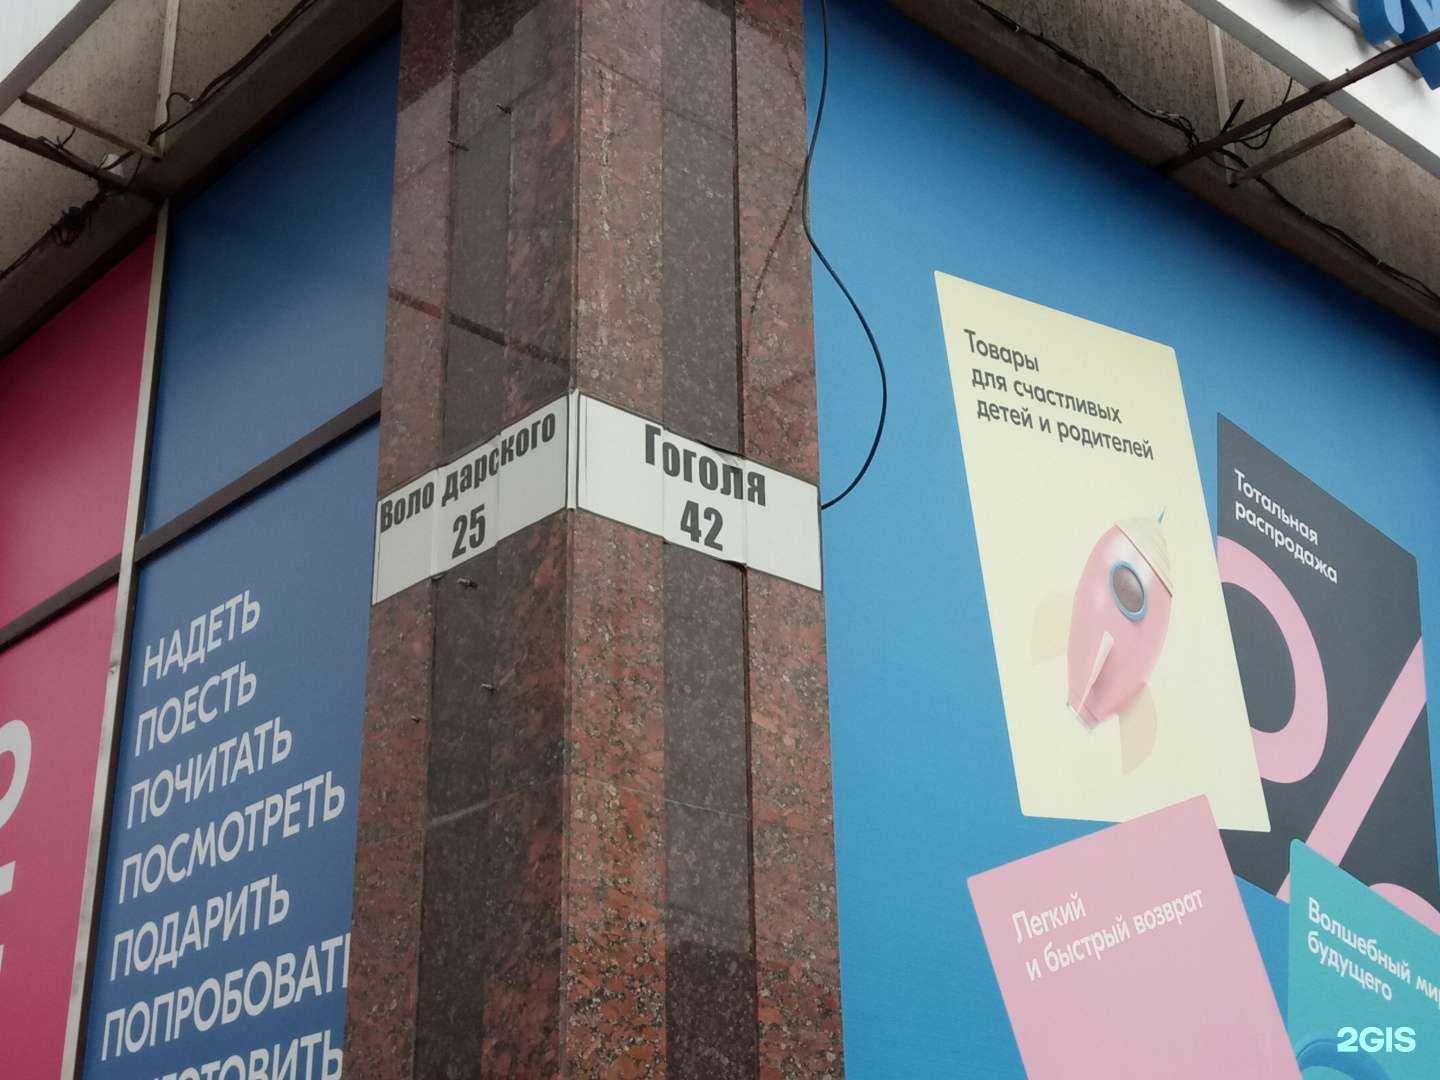 Воло дарского
25
Гоголя
42
НАДЕТЬ
ПОЕСТЬ
ПОЧИТАТЬ
ПОСМОТРЕТЬ
ПОДАРИТЬ
ПОПРОБОВАТЬ
Товары
для счастливых
детей и родителей
Тотальная
распродажа
%
Легкий
и быстрый возврат
Волшебный
будущего
2GIS